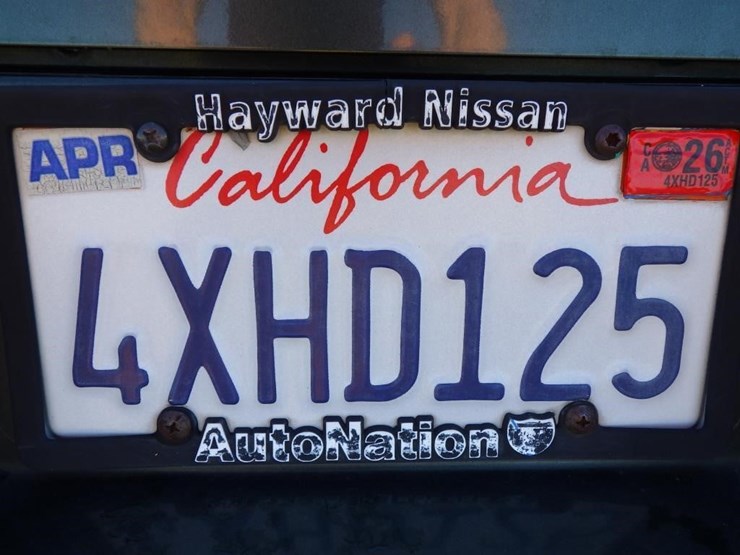 Hayward Nissan
APR
California
CA 26
4XHD125
4XHD125
AutoNation